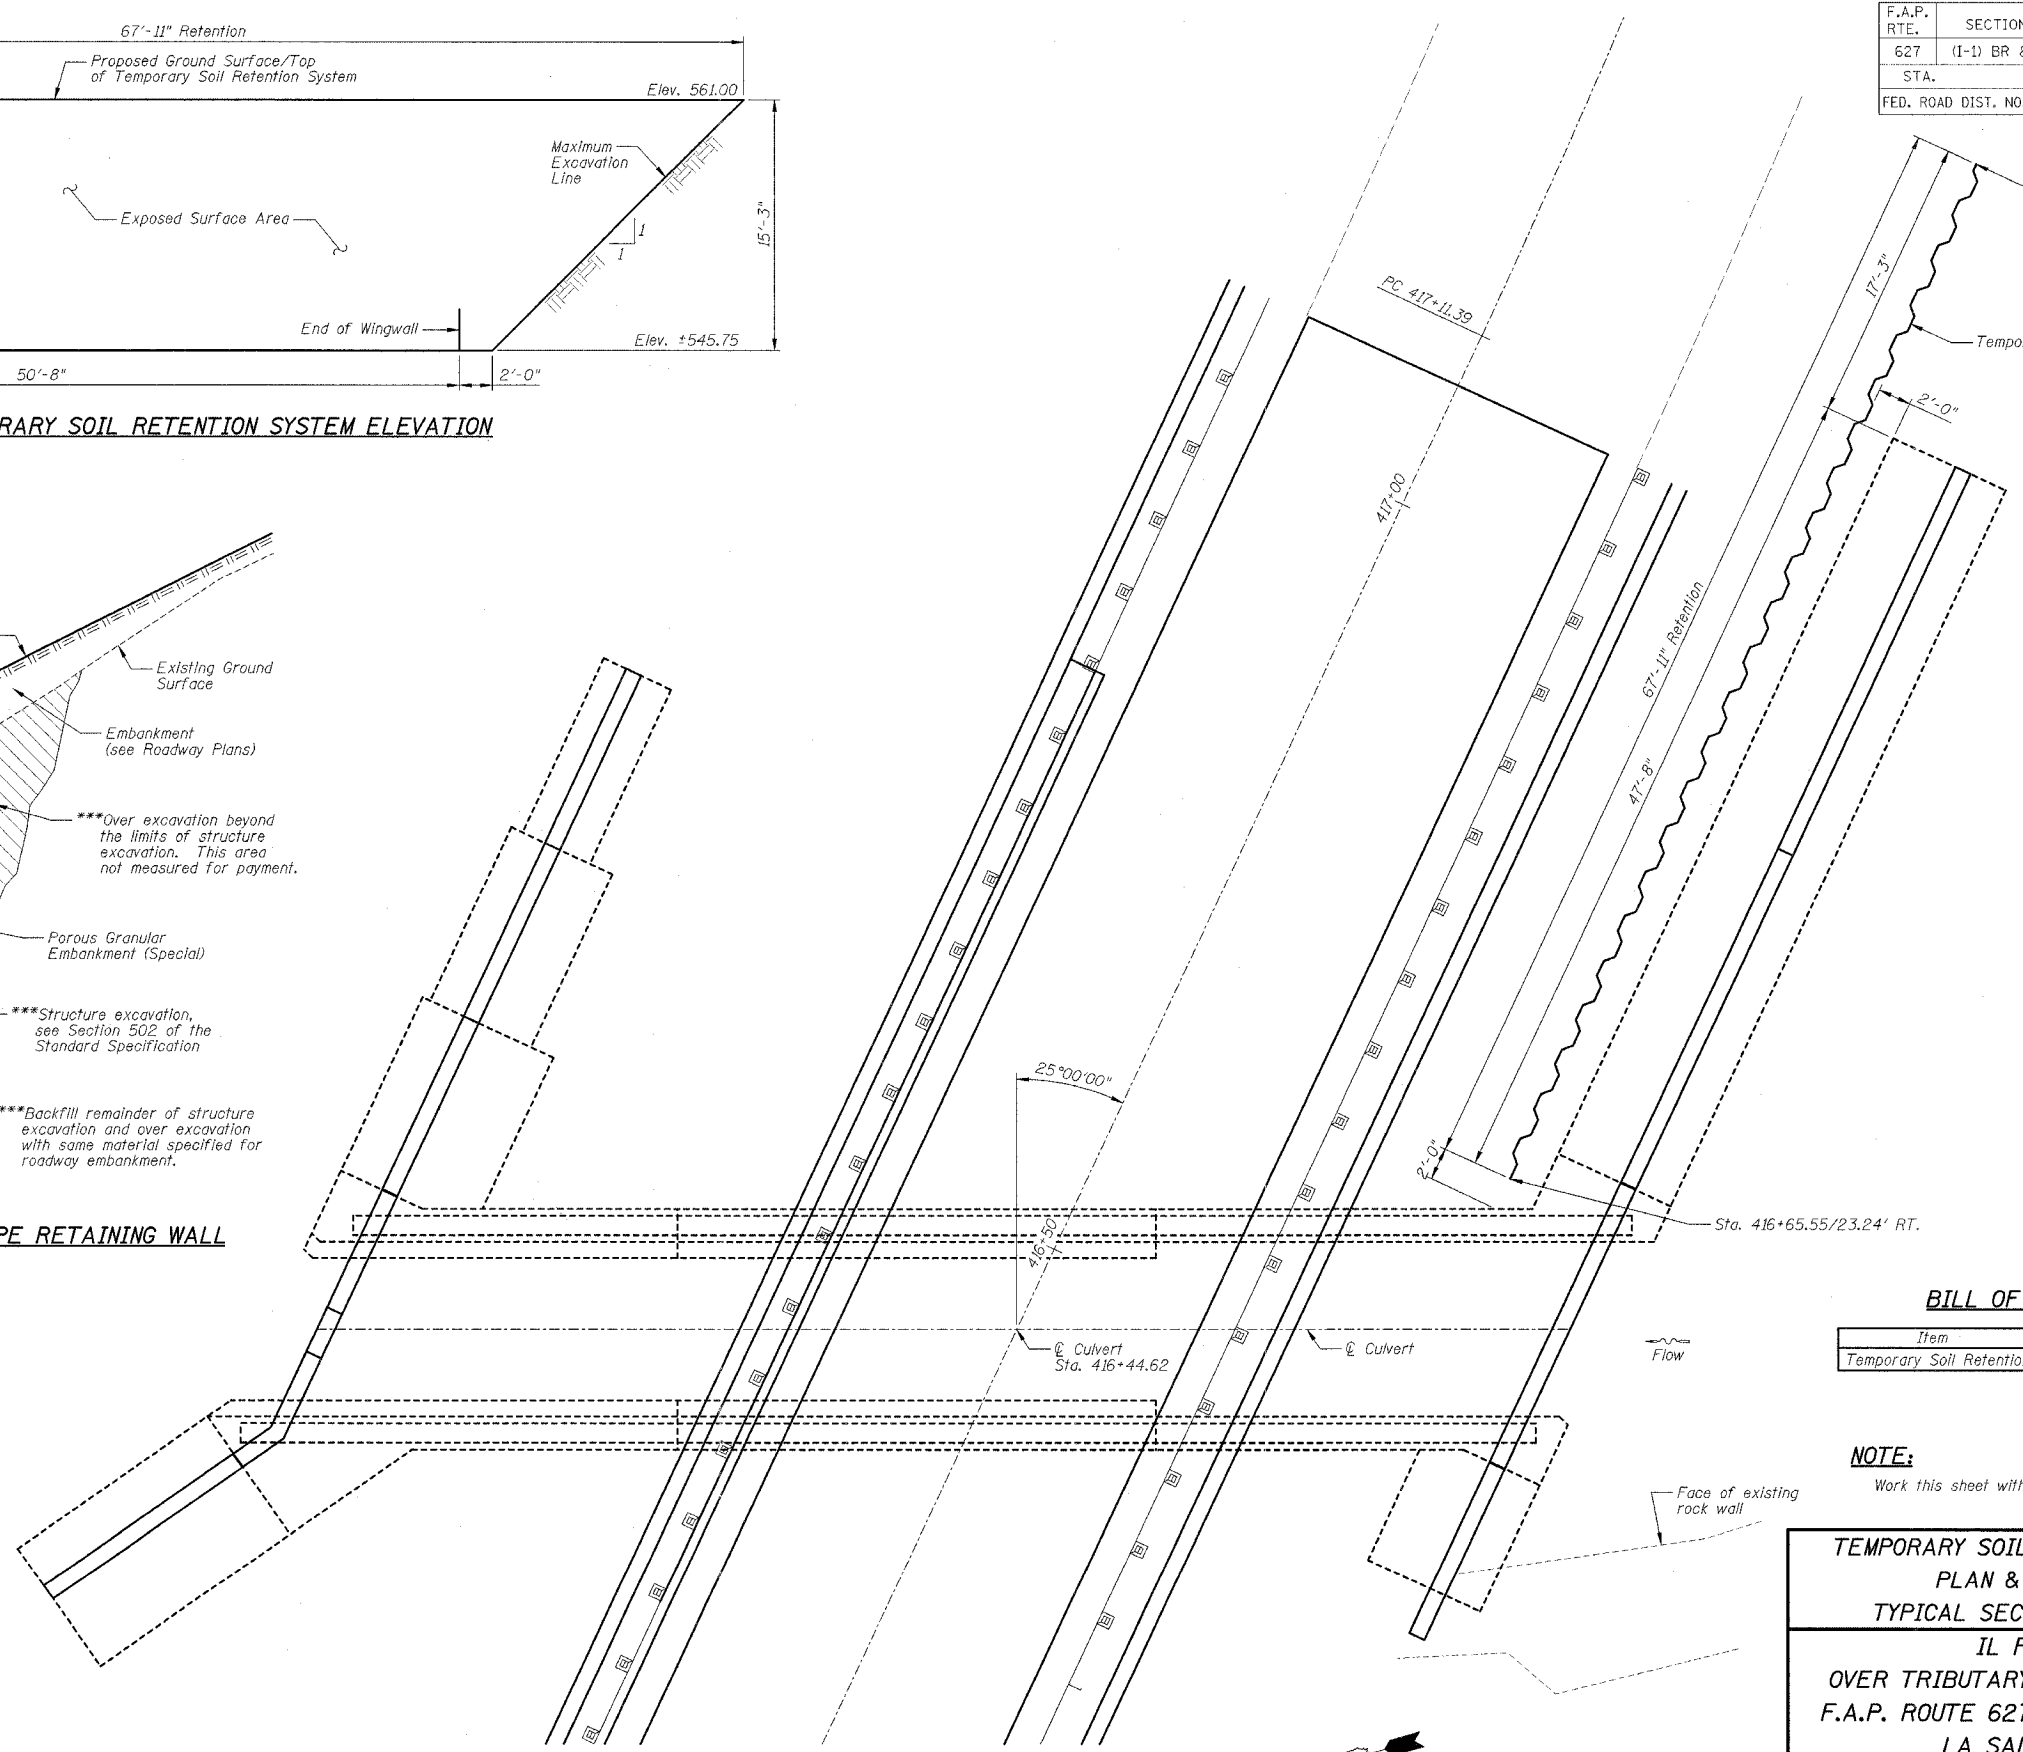 67'-11" Retention
Proposed Ground Surface/Top
of Temporary Soil Retention System
Elev. 561.00
Maximum
Excavation
Line
Exposed Surface Area
1
1
15'-3"
End of Wingwall
Elev. ±545.75
50'-8"
2'-0"
RARY SOIL RETENTION SYSTEM ELEVATION
Existing Ground
Surface
Embankment
(see Roadway Plans)
***Over excavation beyond
the limits of structure
excavation. This area
not measured for payment.
Porous Granular
Embankment (Special)
***Structure excavation,
see Section 502 of the
Standard Specification
***Backfill remainder of structure
excavation and over excavation
with same material specified for
roadway embankment.
PE RETAINING WALL
F.A.P.
RTE.
SECTION
627
(I-1) BR &
STA.
FED. ROAD DIST. NO
PC 417+11.39
417+00
17'-3"
Tempo
2'-0"
67'-11" Retention
47'-8"
25°00'00"
2'-0"
416+50
Sta. 416+65.55/23.24' RT.
℄ Culvert
Sta. 416+44.62
℄ Culvert
Flow
BILL OF
Item
Temporary Soil Retentio
NOTE:
Work this sheet with
Face of existing
rock wall
TEMPORARY SOIL
PLAN &
TYPICAL SEC
IL
OVER TRIBUTARY
F.A.P. ROUTE 627
LA SA